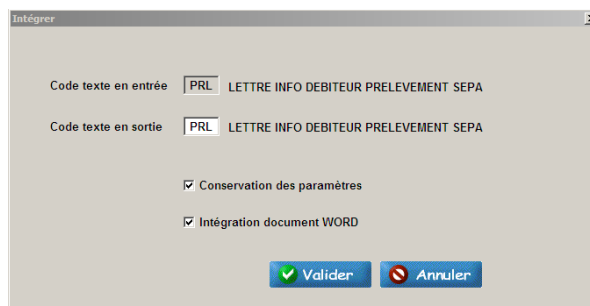 Intégrer
Code texte en entrée PRL LETTRE INFO DEBITEUR PRELEVEMENT SEPA
Code texte en sortie PRL LETTRE INFO DEBITEUR PRELEVEMENT SEPA
Conservation des paramètres
Intégration document WORD
Valider Annuler